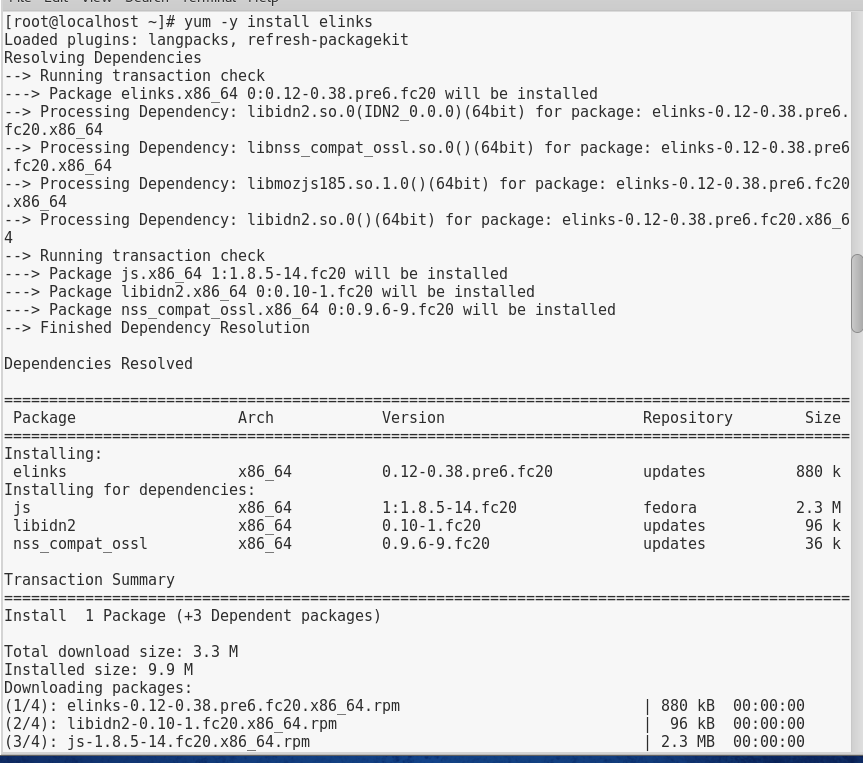 File Edit View Search Terminal Help
[root@localhost ~]# yum -y install elinks
Loaded plugins: langpacks, refresh-packagekit
Resolving Dependencies
--> Running transaction check
---> Package elinks.x86_64 0:0.12-0.38.pre6.fc20 will be installed
--> Processing Dependency: libidn2.so.0(IDN2_0.0.0)(64bit) for package: elinks-0.12-0.38.pre6.
fc20.x86_64
--> Processing Dependency: libnss_compat_ossl.so.0()(64bit) for package: elinks-0.12-0.38.pre6
.fc20.x86_64
--> Processing Dependency: libmozjs185.so.1.0()(64bit) for package: elinks-0.12-0.38.pre6.fc20
.x86_64
--> Processing Dependency: libidn2.so.0()(64bit) for package: elinks-0.12-0.38.pre6.fc20.x86_6
4
--> Running transaction check
---> Package js.x86_64 1:1.8.5-14.fc20 will be installed
---> Package libidn2.x86_64 0:0.10-1.fc20 will be installed
---> Package nss_compat_ossl.x86_64 0:0.9.6-9.fc20 will be installed
--> Finished Dependency Resolution
Dependencies Resolved
==============================================================================================
Package Arch Version Repository Size
==============================================================================================
Installing:
elinks x86_64 0.12-0.38.pre6.fc20 updates 880 k
Installing for dependencies:
js x86_64 1:1.8.5-14.fc20 fedora 2.3 M
libidn2 x86_64 0.10-1.fc20 updates 96 k
nss_compat_ossl x86_64 0.9.6-9.fc20 updates 36 k
Transaction Summary
==============================================================================================
Install 1 Package (+3 Dependent packages)
Total download size: 3.3 M
Installed size: 9.9 M
Downloading packages:
(1/4): elinks-0.12-0.38.pre6.fc20.x86_64.rpm | 880 kB 00:00:00
(2/4): libidn2-0.10-1.fc20.x86_64.rpm | 96 kB 00:00:00
(3/4): js-1.8.5-14.fc20.x86_64.rpm | 2.3 MB 00:00:00